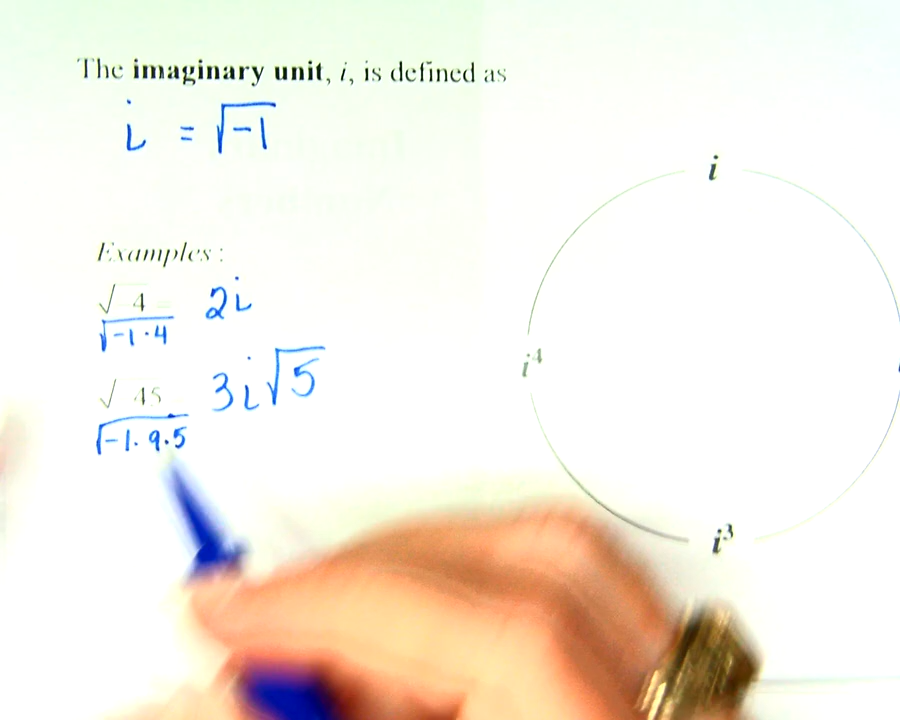 The imaginary unit, i, is defined as
i = √-1
Examples :
√ 4 2i
√-1·4
√ 45 3i√5
√-1·9·5
i
i⁴
i³